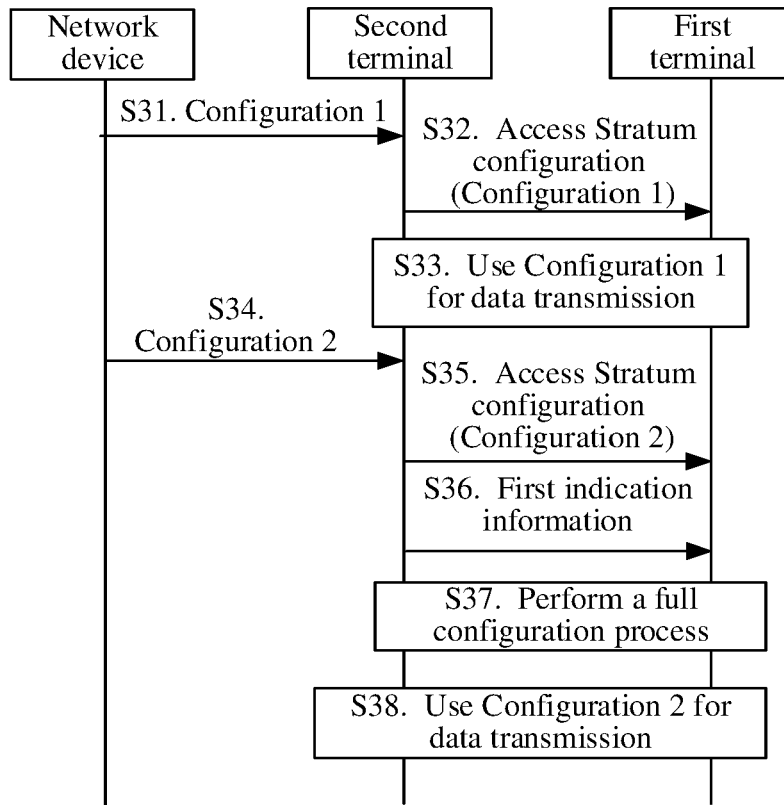 Network
device
Second
terminal
First
terminal
S31. Configuration 1
S32. Access Stratum
configuration
(Configuration 1)
S33. Use Configuration 1
for data transmission
S34.
Configuration 2
S35. Access Stratum
configuration
(Configuration 2)
S36. First indication
information
S37. Perform a full
configuration process
S38. Use Configuration 2 for
data transmission